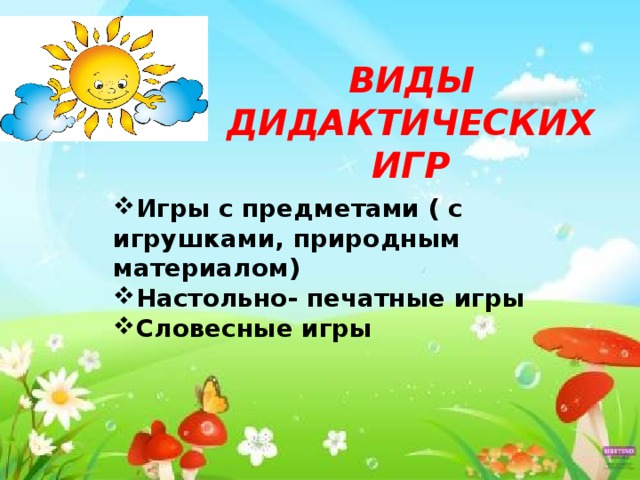 ВИДЫ
ДИДАКТИЧЕСКИХ
ИГР
❖Игры с предметами ( с
игрушками, природным
материалом)
❖Настольно- печатные игры
❖Словесные игры